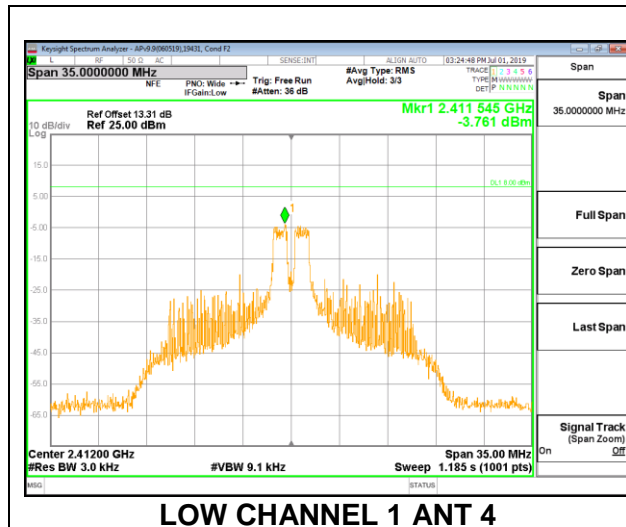 Keysight Spectrum Analyzer - APv9.9(060519),19431, Cond F2
L RF 50 Ω AC SENSE:INT ALIGN AUTO 03:24:48 PM Jul 01, 2019
Span 35.0000000 MHz
NFE
PNO: Wide
IFGain:Low
Trig: Free Run
#Atten: 36 dB
#Avg Type: RMS
Avg|Hold: 3/3
TRACE 1 2 3 4 5 6
TYPE M WWWWW
DET P N N N N N
Ref Offset 13.31 dB
10 dB/div Ref 25.00 dBm
Log
Mkr1 2.411 545 GHz
-3.761 dBm
15.0
DL1 8.00 dBm
5.00
1
-5.00
-15.0
-25.0
-35.0
-45.0
-55.0
-65.0
Center 2.41200 GHz Span 35.00 MHz
#Res BW 3.0 kHz #VBW 9.1 kHz Sweep 1.185 s (1001 pts)
MSG STATUS
Span
Span
35.0000000 MHz
Full Span
Zero Span
Last Span
Signal Track
(Span Zoom)
On Off
LOW CHANNEL 1 ANT 4